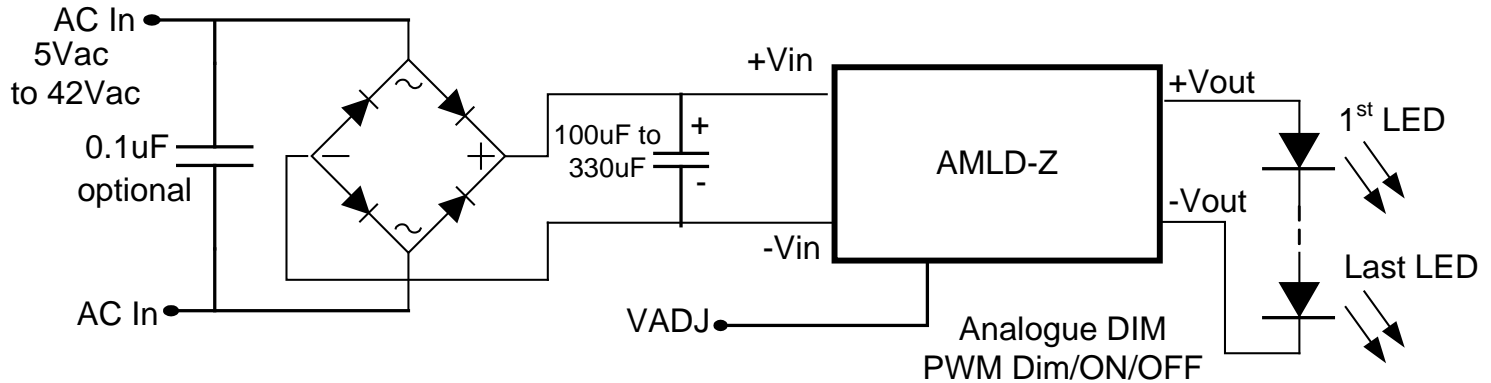 AC In
5Vac
to 42Vac
0.1uF
optional
AC In
~
−
+
~
100uF to
330uF
+
-
+Vin
-Vin
AMLD-Z
VADJ
Analogue DIM
PWM Dim/ON/OFF
+Vout
-Vout
1st LED
Last LED